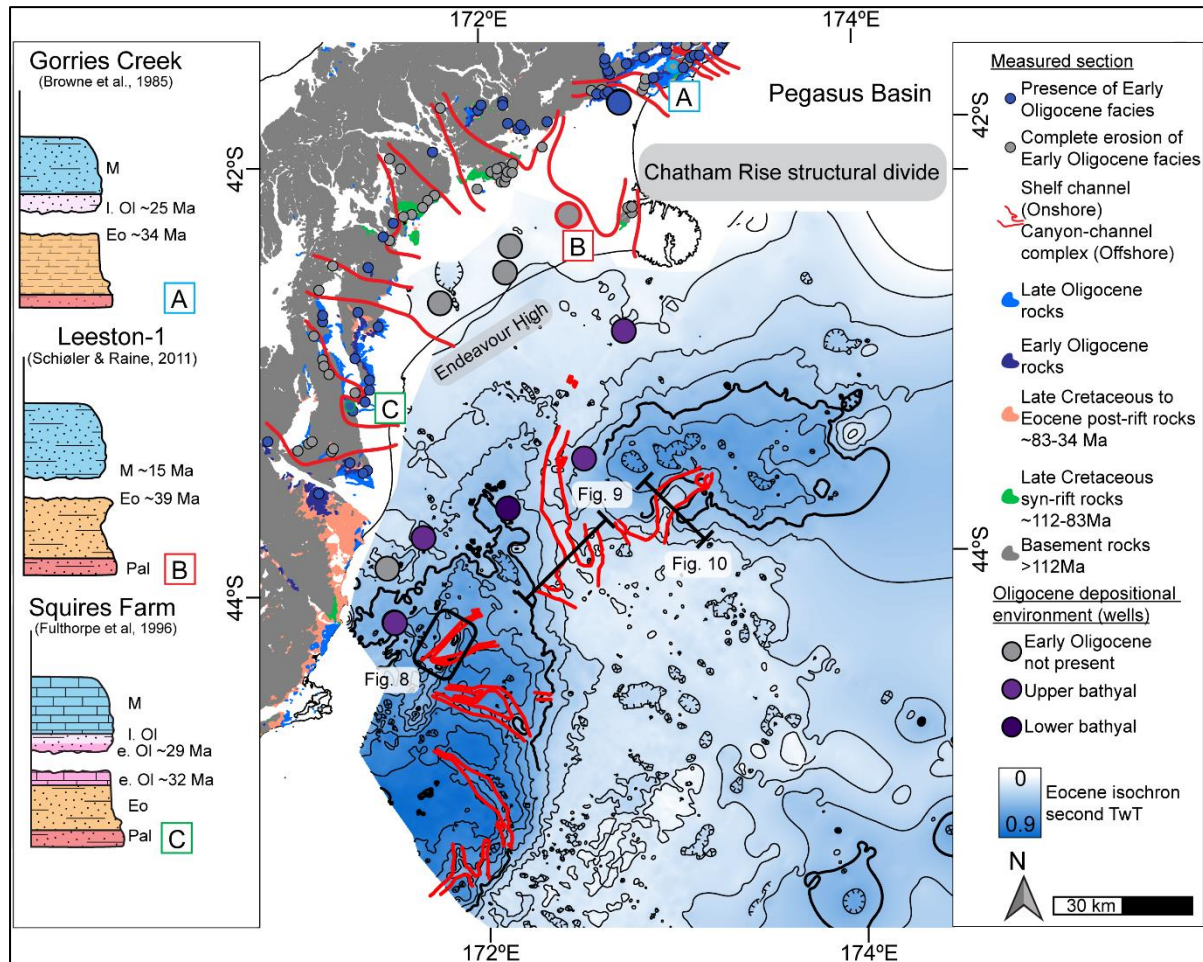 172ºE
174ºE
Gorries Creek
(Browne et al., 1985)
M
l. Ol ~25 Ma
Eo ~34 Ma
A
Leeston-1
(Schiøler & Raine, 2011)
M ~15 Ma
Eo ~39 Ma
Pal
B
Squires Farm
(Fulthorpe et al, 1996)
M
l. Ol
e. Ol ~29 Ma
e. Ol ~32 Ma
Eo
Pal
C
A
Pegasus Basin
Chatham Rise structural divide
B
Endeavour High
C
Fig. 9
Fig. 10
Fig. 8
42ºS
44ºS
42ºS
44ºS
172ºE
174ºE
Measured section
Presence of Early
Oligocene facies
Complete erosion of
Early Oligocene facies
Shelf channel
(Onshore)
Canyon-channel
complex (Offshore)
Late Oligocene
rocks
Early Oligocene
rocks
Late Cretaceous to
Eocene post-rift rocks
~83-34 Ma
Late Cretaceous
syn-rift rocks
~112-83Ma
Basement rocks
>112Ma
Oligocene depositional
environment (wells)
Early Oligocene
not present
Upper bathyal
Lower bathyal
0
0.9
Eocene isochron
second TwT
N
30 km